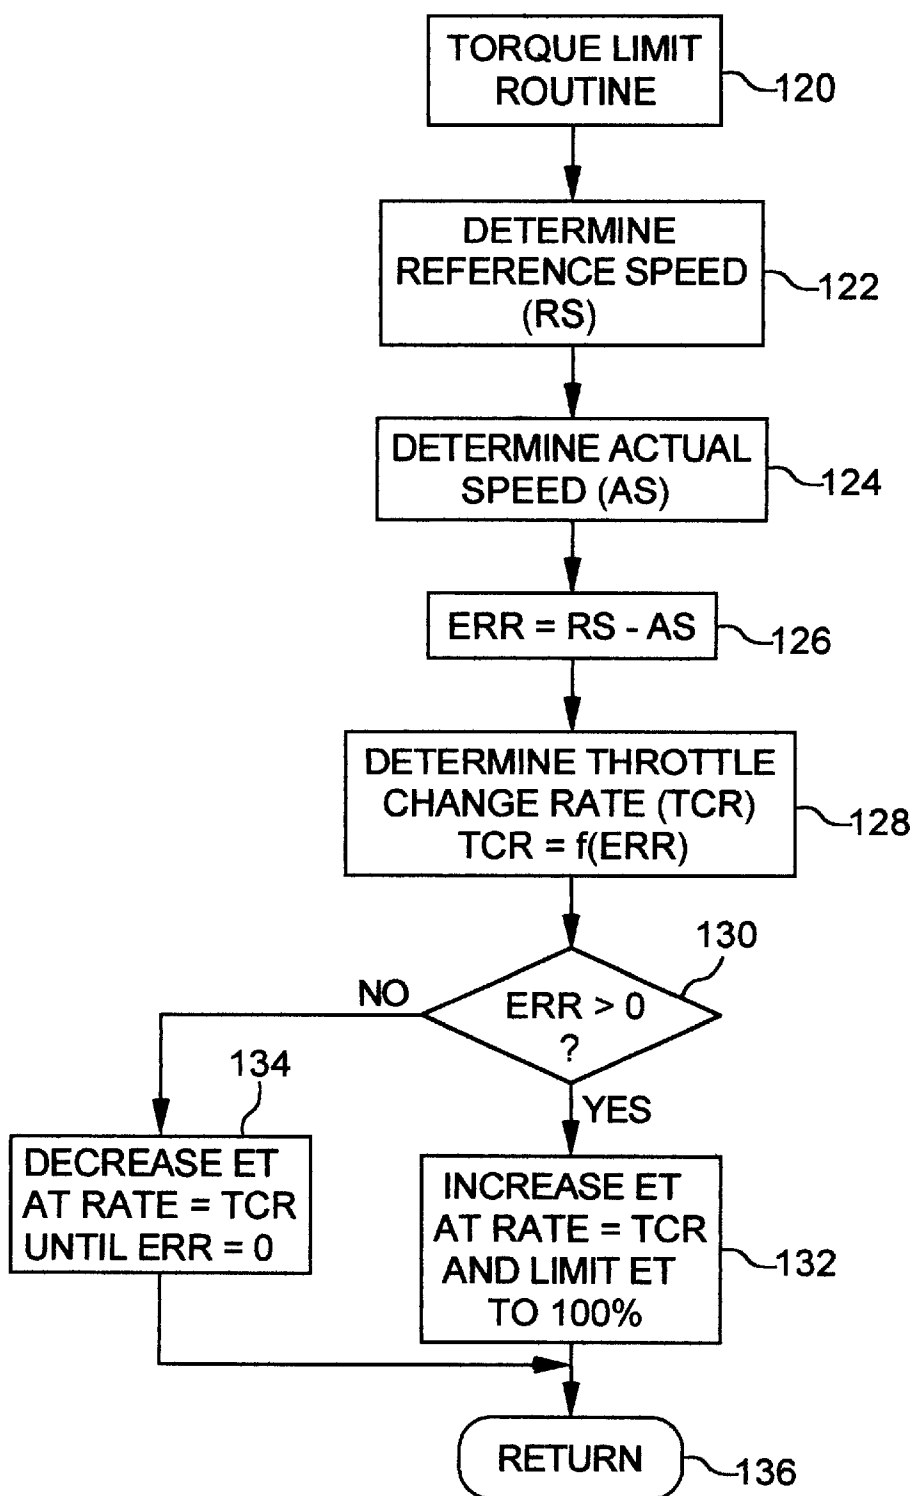 TORQUE LIMIT
ROUTINE
120
DETERMINE
REFERENCE SPEED
(RS)
122
DETERMINE ACTUAL
SPEED (AS)
124
ERR = RS - AS
126
DETERMINE THROTTLE
CHANGE RATE (TCR)
TCR = f(ERR)
128
130
ERR > 0
?
NO
YES
134
DECREASE ET
AT RATE = TCR
UNTIL ERR = 0
INCREASE ET
AT RATE = TCR
AND LIMIT ET
TO 100%
132
RETURN
136